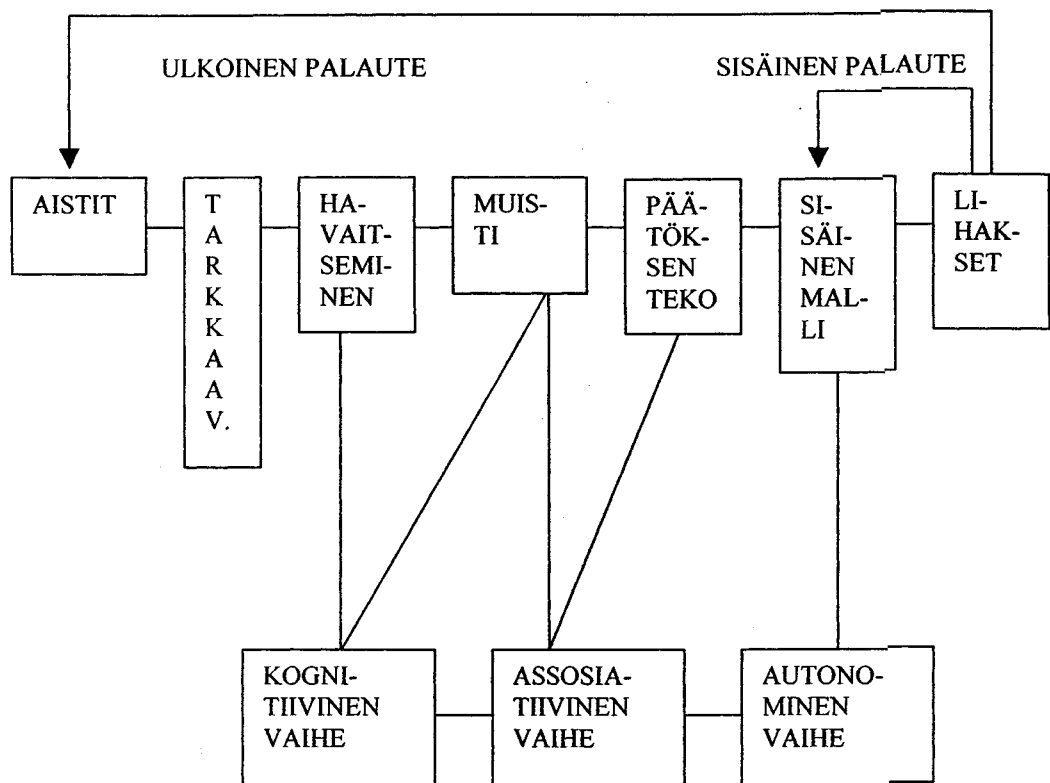 ULKOINEN PALAUTE
SISÄINEN PALAUTE
AISTIT
T
A
R
K
K
A
A
V.
HA-
VAIT-
SEMI-
NEN
MUIS-
TI
PÄÄ-
TÖK-
SEN
TEKO
SI-
SÄI-
NEN
MAL-
LI
LI-
HAK-
SET
KOGNI-
TIIVINEN
VAIHE
ASSOSIA-
TIIVINEN
VAIHE
AUTONO-
MINEN
VAIHE